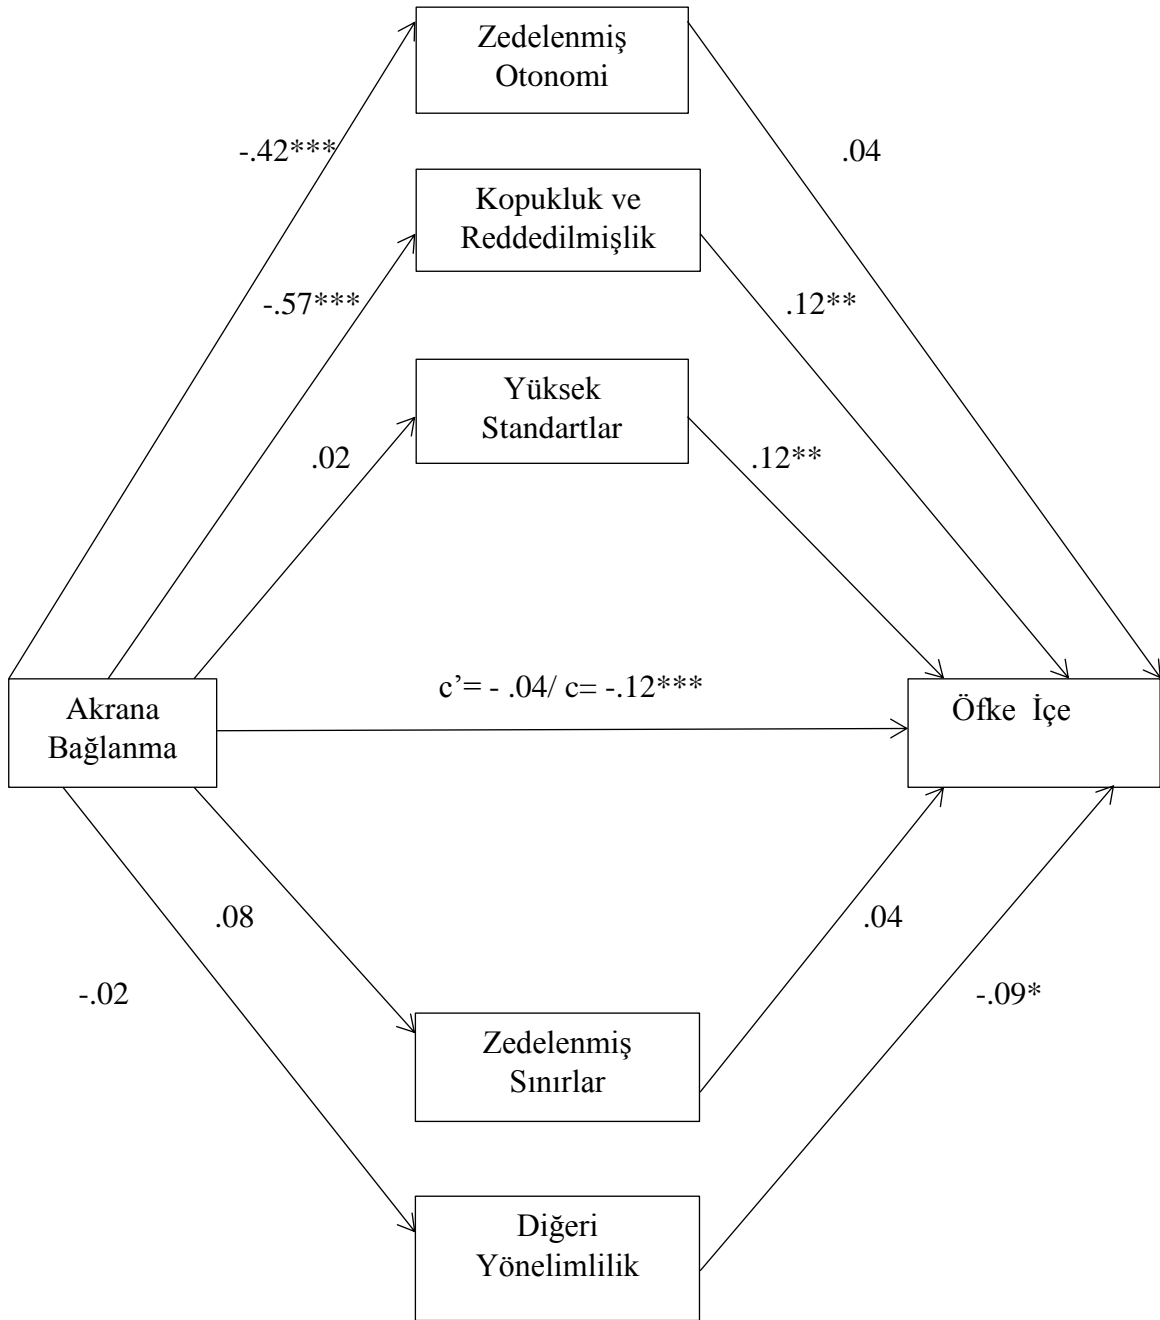 Zedelenmiş
Otonomi
-.42***
.04
Kopukluk ve
Reddedilmişlik
-.57***
.12**
Yüksek
Standartlar
.02
.12**
c’= - .04/ c= -.12***
Akrana
Bağlanma
Öfke İçe
.08
.04
-.02
-.09*
Zedelenmiş
Sınırlar
Diğeri
Yönelimlilik